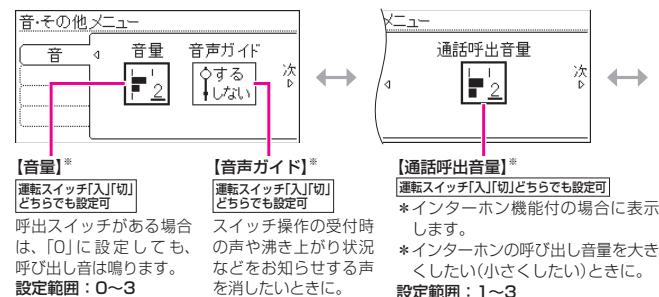 音･その他メニュー
音
音量
2
音声ガイド
する
しない
次
メニュー
通話呼出音量
2
次
【音量】※
運転スイッチ「入」「切」
どちらでも設定可
呼出スイッチがある場合
は、「0」に設定しても、
呼び出し音は鳴ります。
設定範囲：0～3
【音声ガイド】※
運転スイッチ「入」「切」
どちらでも設定可
スイッチ操作の受付時
の声や沸き上がり状況
などをお知らせする声
を消したいときに。
【通話呼出音量】※
運転スイッチ「入」「切」どちらでも設定可
＊インターホン機能付の場合に表示
します。
＊インターホンの呼び出し音量を大き
くしたい（小さくしたい）ときに。
設定範囲：1～3